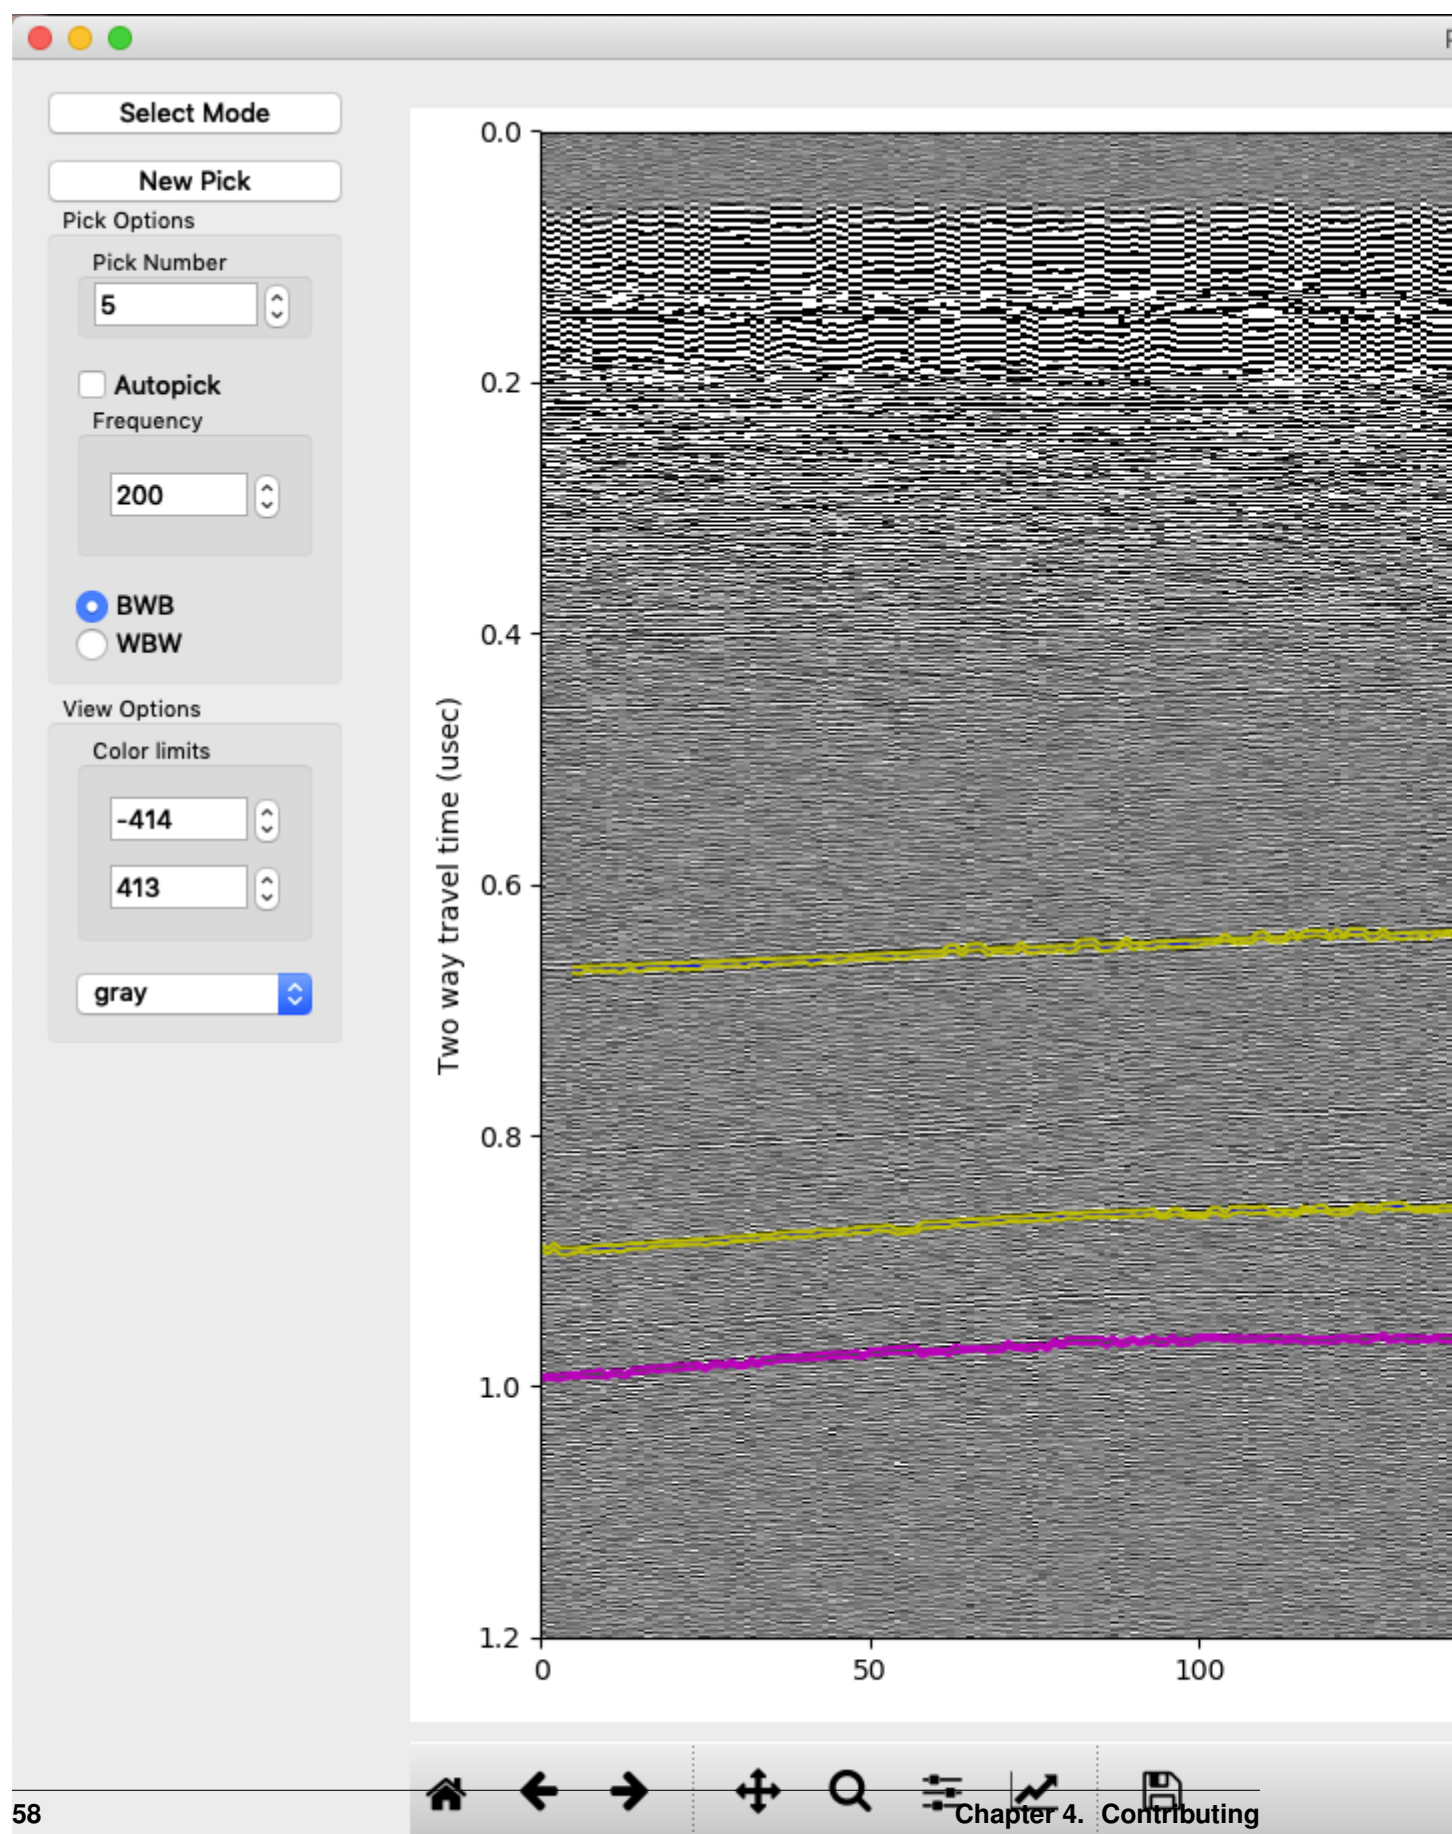 Select Mode
New Pick
Pick Options
Pick Number
5
Autopick
Frequency
200
BWB
WBW
View Options
Color limits
-414
413
gray
Two way travel time (usec)
0.0
0.2
0.4
0.6
0.8
1.0
1.2
0
50
100
58
Chapter 4. Contributing